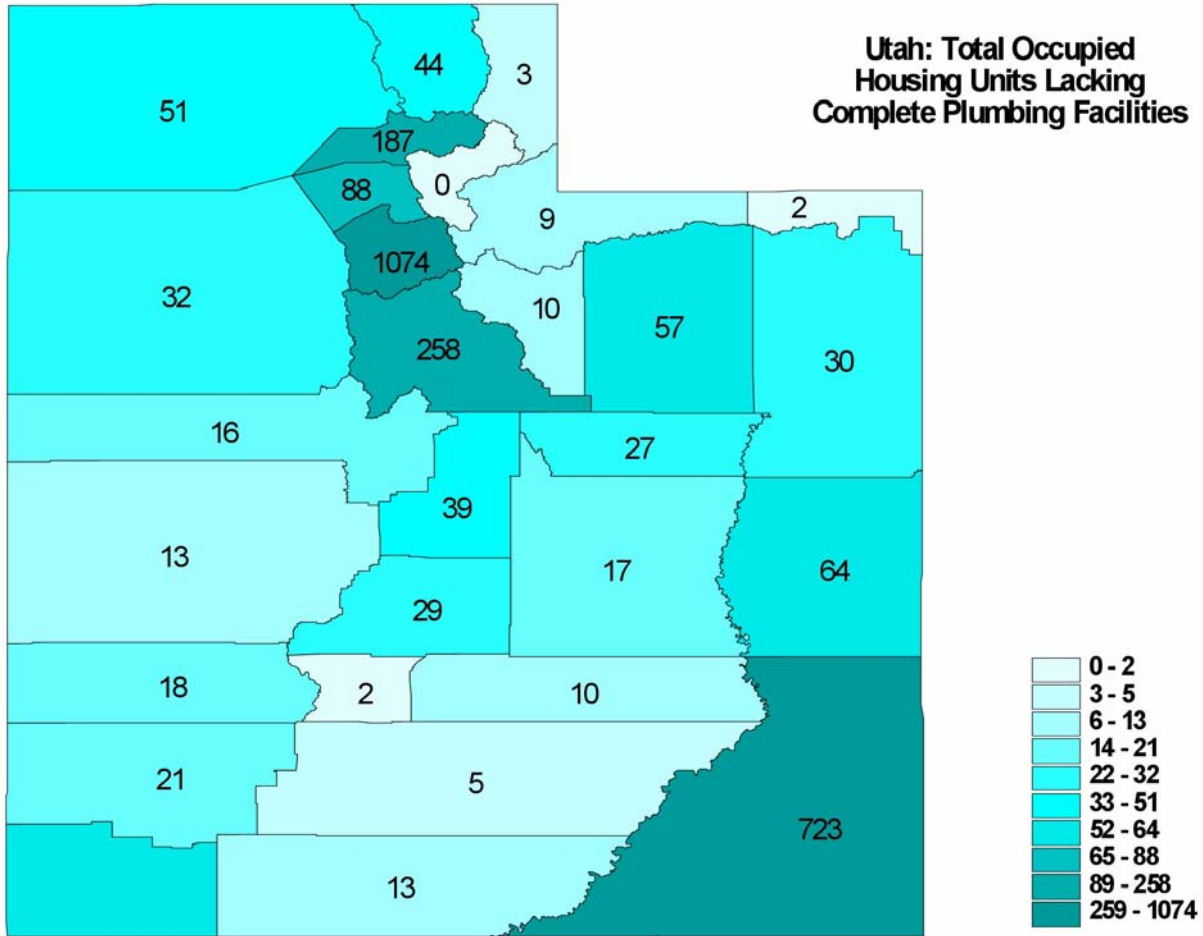 Utah: Total Occupied
Housing Units Lacking
Complete Plumbing Facilities
44
3
51
187
88
0
9
2
1074
32
10
57
258
30
16
27
39
13
17
64
29
18
2
10
21
5
723
13
0 - 2
3 - 5
6 - 13
14 - 21
22 - 32
33 - 51
52 - 64
65 - 88
89 - 258
259 - 1074